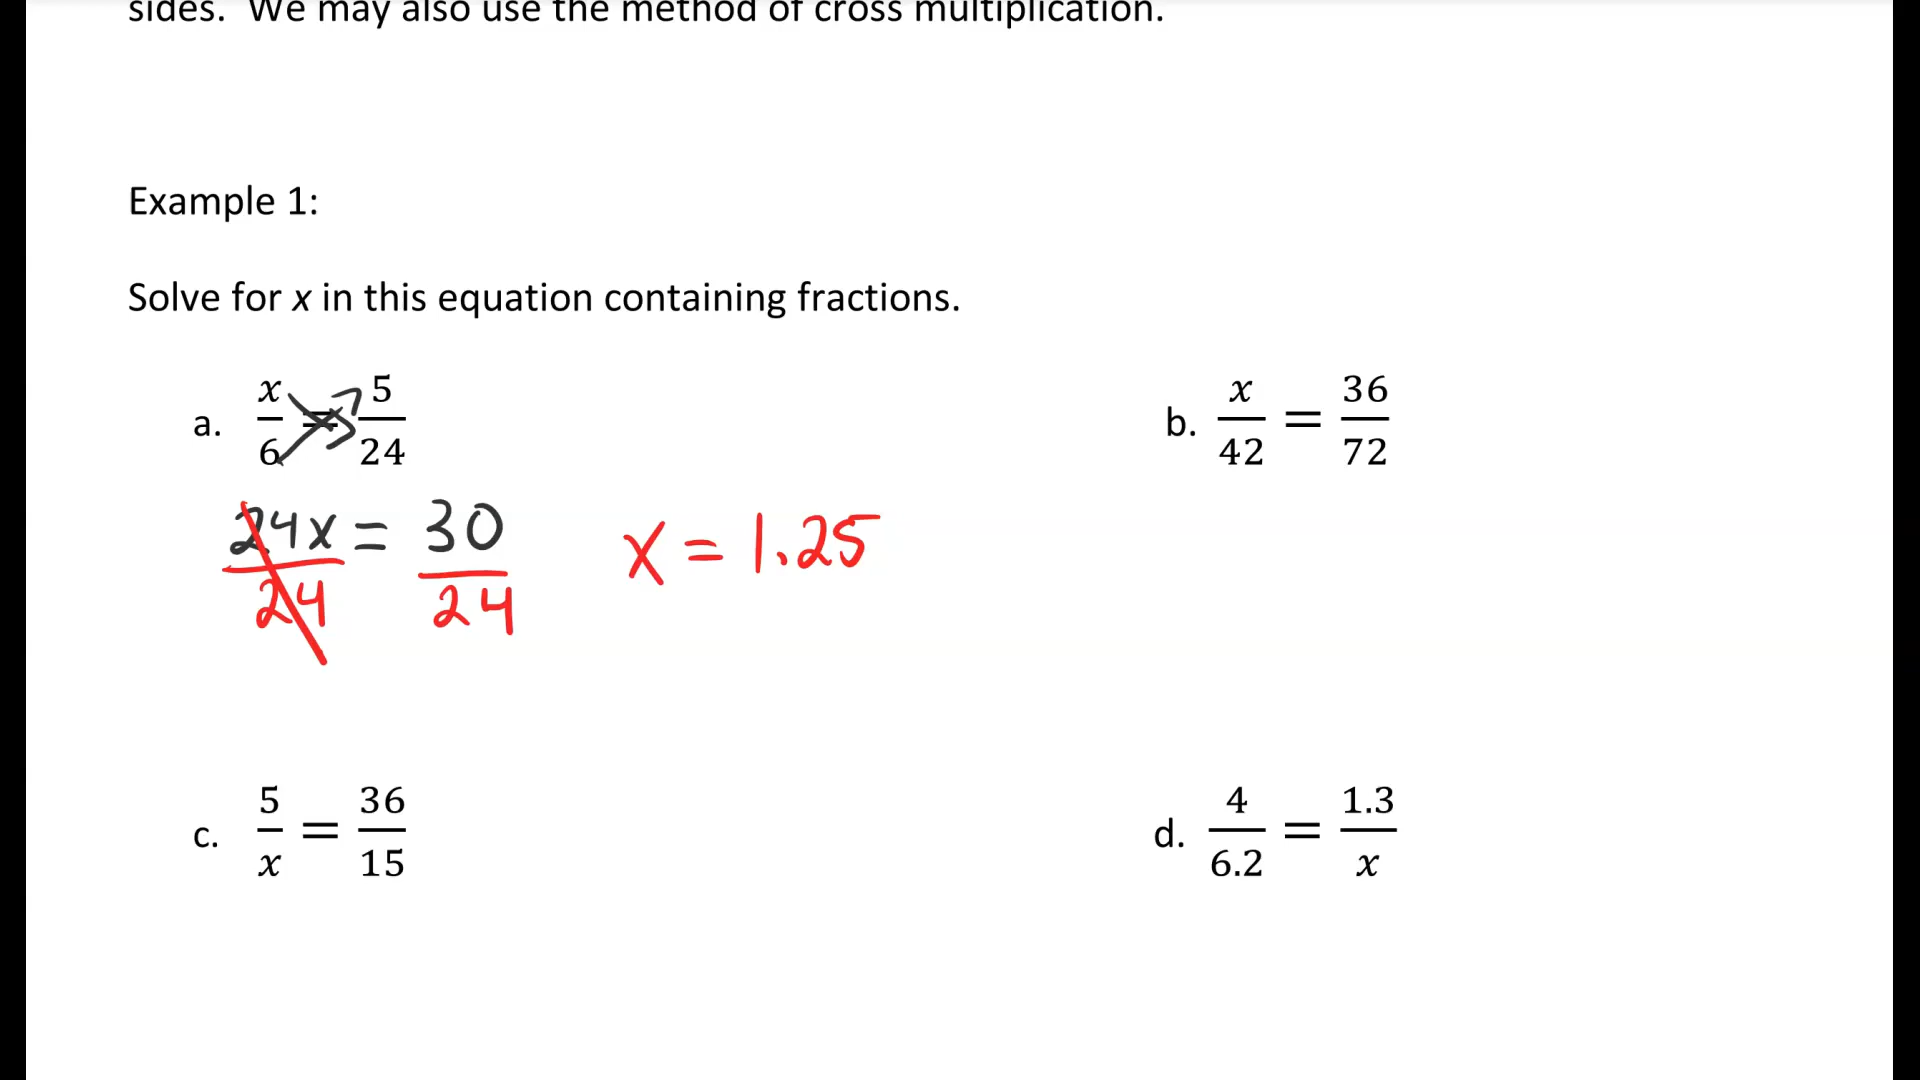 sides. We may also use the method of cross multiplication.
Example 1:
Solve for x in this equation containing fractions.
a. x/6 = 5/24
24x/24 = 30/24
x = 1.25
b. x/42 = 36/72
c. 5/x = 36/15
d. 4/6.2 = 1.3/x